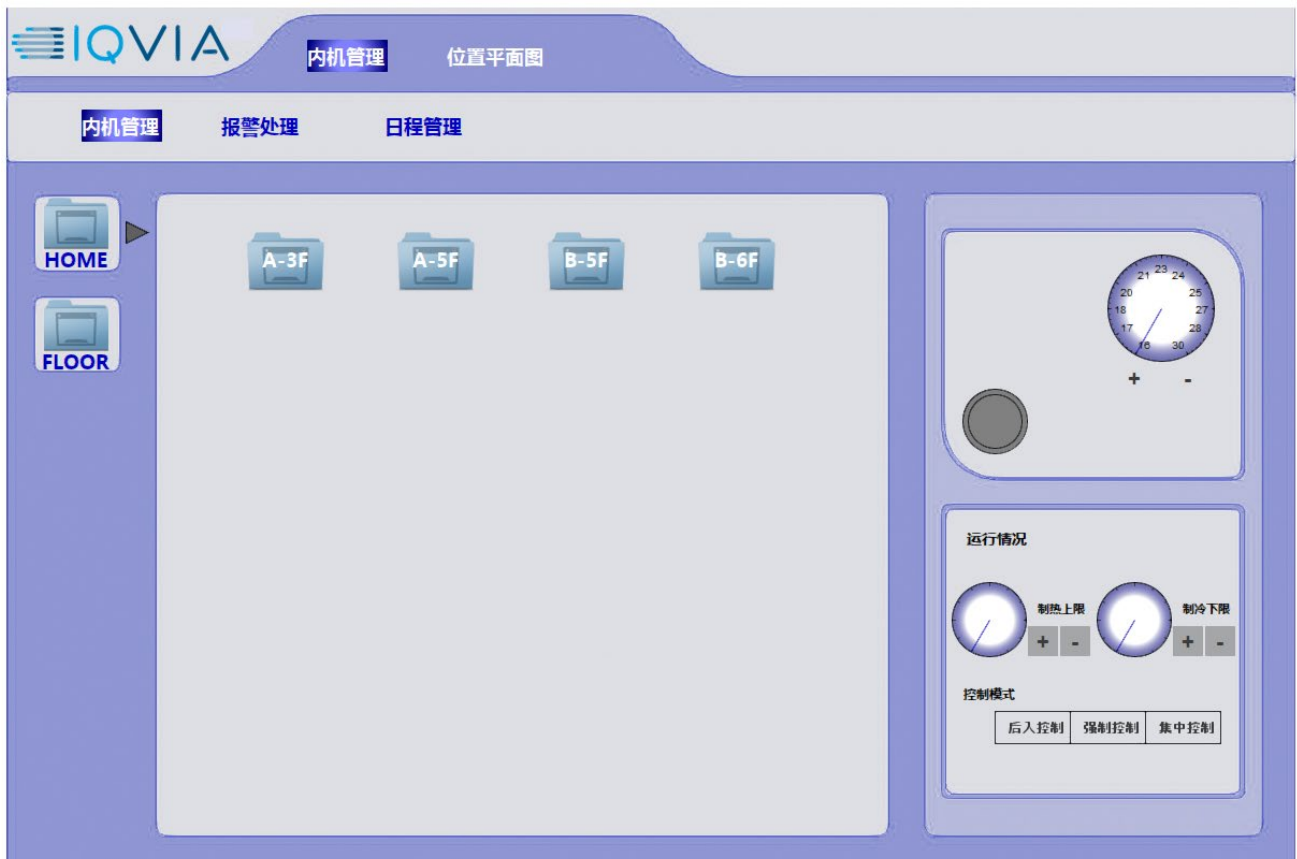 IQVIA
内机管理 位置平面图
内机管理 报警处理 日程管理
HOME
FLOOR
A-3F A-5F B-5F B-6F
21 23 24
20 25
18 27
17 28
16 30
+ -
运行情况
制热上限 制冷下限
+ - + -
控制模式
后入控制 强制控制 集中控制